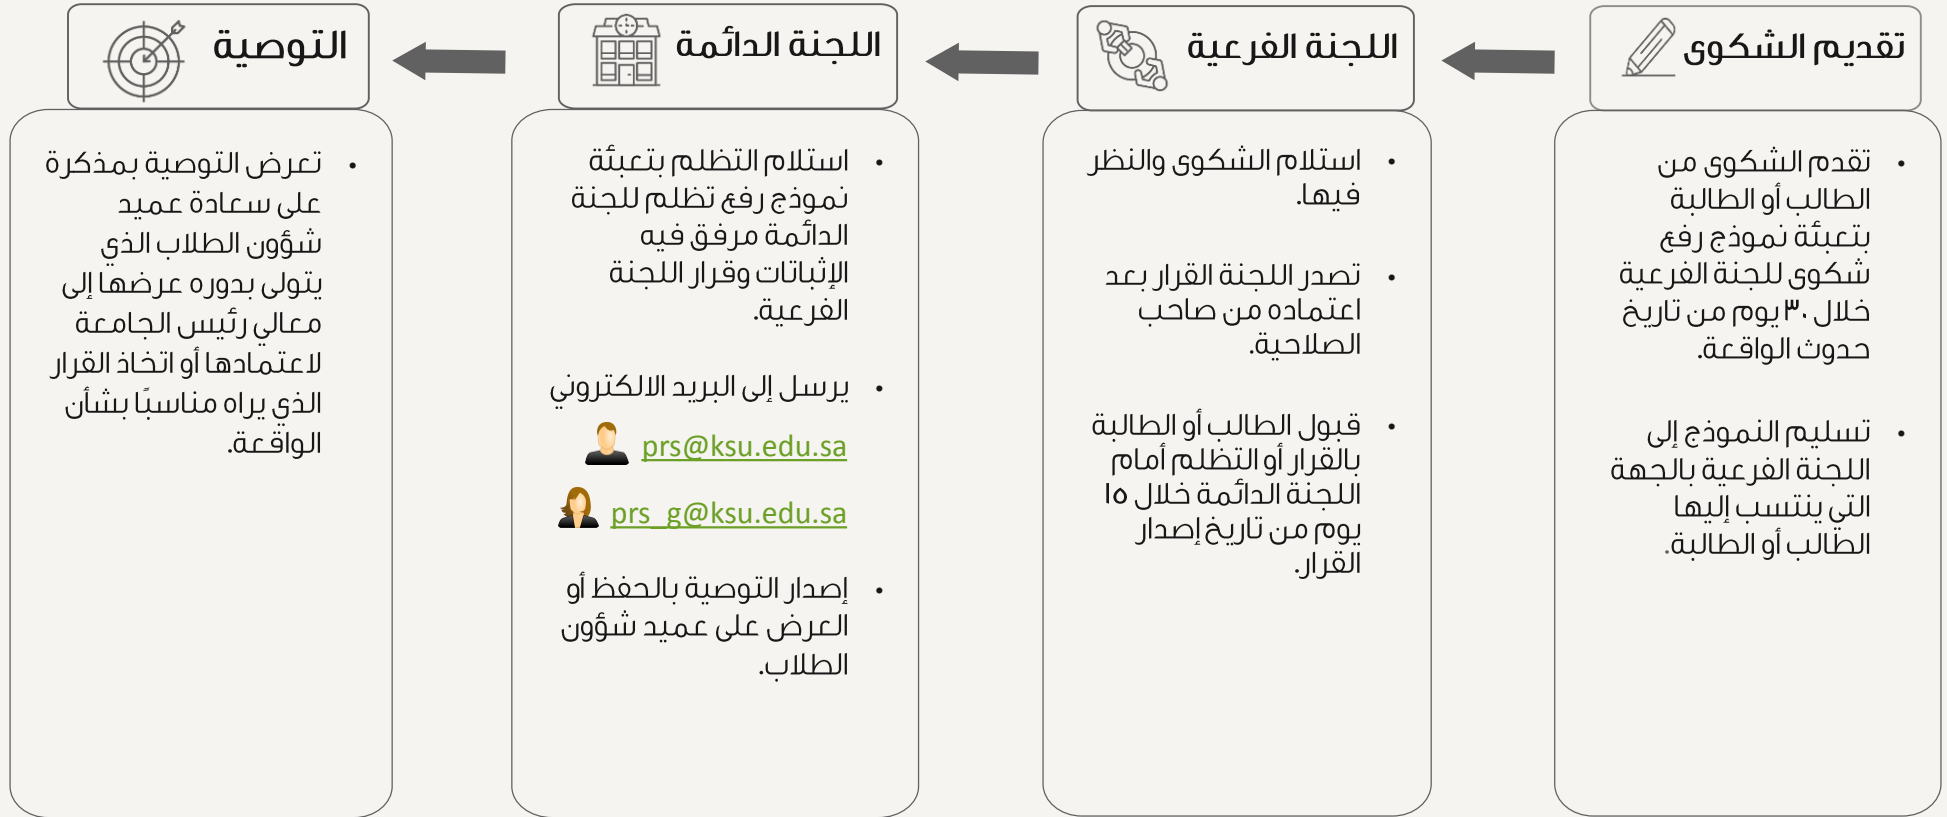 تقديم الشكوى
• تقدم الشكوى من
الطالب أو الطالبة
بتعبئة نموذج رفع
شكوى للجنة الفرعية
خلال ٣٠ يوم من تاريخ
حدوث الواقعة.
• تسليم النموذج إلى
اللجنة الفرعية بالجهة
التي ينتسب إليها
الطالب أو الطالبة.
اللجنة الفرعية
• استلام الشكوى والنظر
فيها.
• تصدر اللجنة القرار بعد
اعتماده من صاحب
الصلاحية.
• قبول الطالب أو الطالبة
بالقرار أو التظلم أمام
اللجنة الدائمة خلال ١٥
يوم من تاريخ إصدار
القرار.
اللجنة الدائمة
• استلام التظلم بتعبئة
نموذج رفع تظلم للجنة
الدائمة مرفق فيه
الإثباتات وقرار اللجنة
الفرعية.
• يرسل إلى البريد الالكتروني
prs@ksu.edu.sa
prs_g@ksu.edu.sa
• إصدار التوصية بالحفظ أو
العرض على عميد شؤون
الطلاب.
التوصية
• تعرض التوصية بمذكرة
على سعادة عميد
شؤون الطلاب الذي
يتولى بدوره عرضها إلى
معالي رئيس الجامعة
لاعتمادها أو اتخاذ القرار
الذي يراه مناسبًا بشأن
الواقعة.